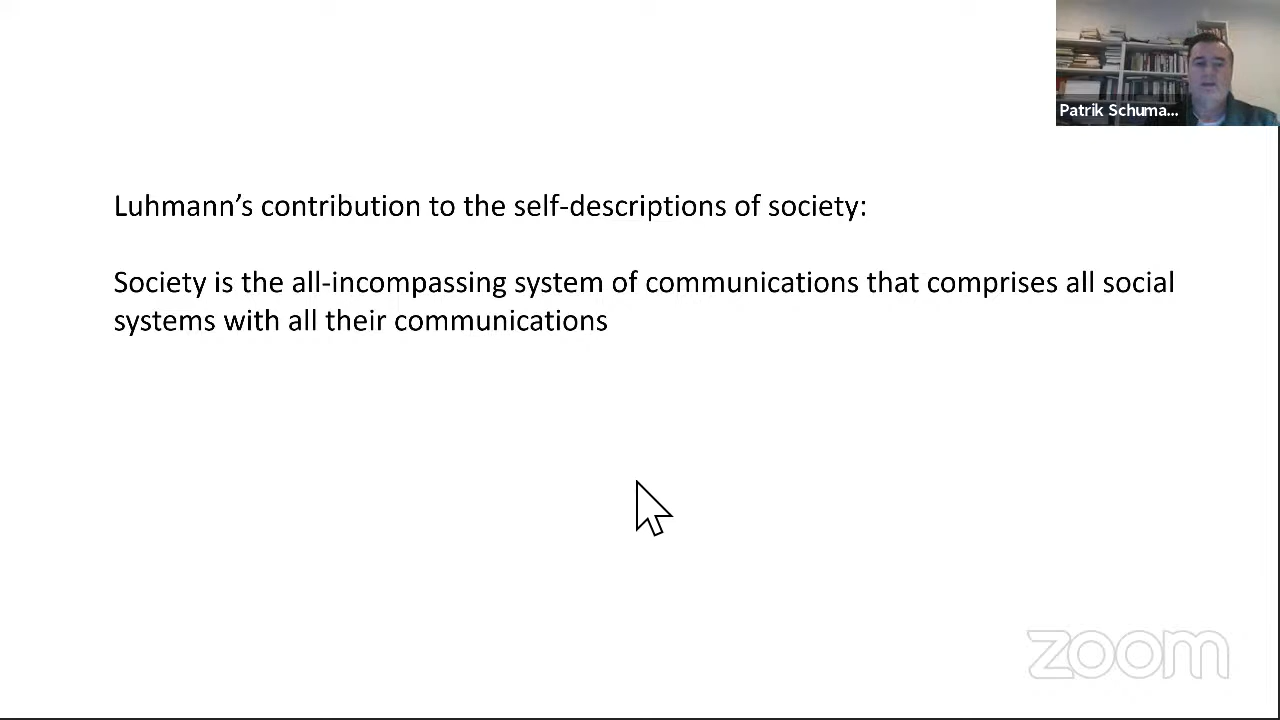 Patrik Schuma...
Luhmann’s contribution to the self-descriptions of society:
Society is the all-incompassing system of communications that comprises all social
systems with all their communications
zoom